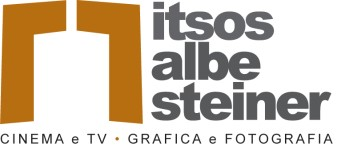 itsos
albe
steiner
CINEMA e TV • GRAFICA e FOTOGRAFIA